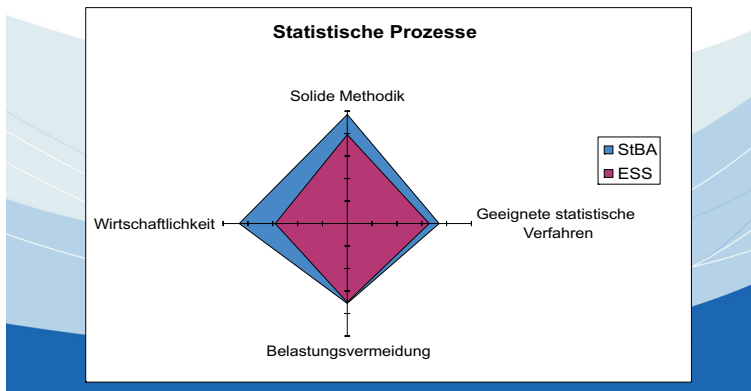 Statistische Prozesse
Solide Methodik
StBA
ESS
Wirtschaftlichkeit
Geeignete statistische
Verfahren
Belastungsvermeidung